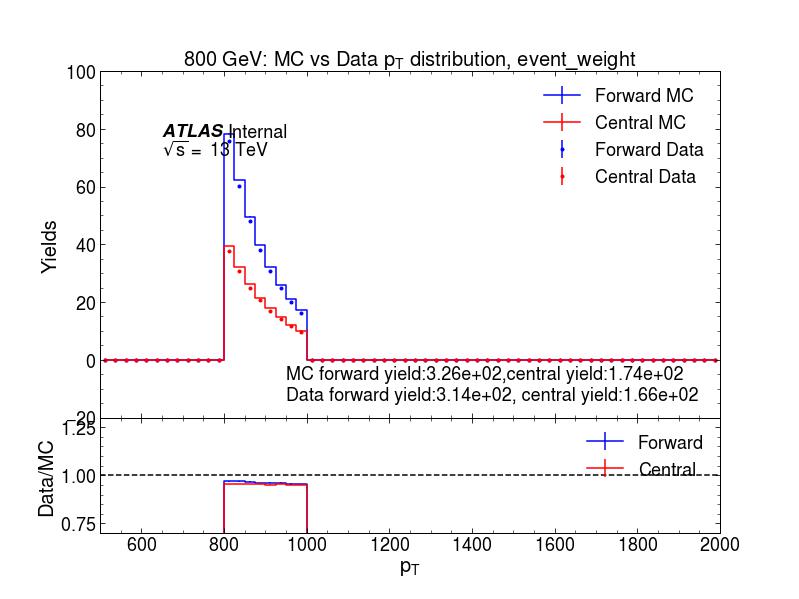 800 GeV: MC vs Data pT distribution, event_weight
100
80
60
40
20
0
−20
Yields
ATLAS Internal
√s = 13 TeV
Forward MC
Central MC
Forward Data
Central Data
MC forward yield:3.26e+02,central yield:1.74e+02
Data forward yield:3.14e+02, central yield:1.66e+02
1.25
1.00
0.75
Data/MC
Forward
Central
600 800 1000 1200 1400 1600 1800 2000
pT